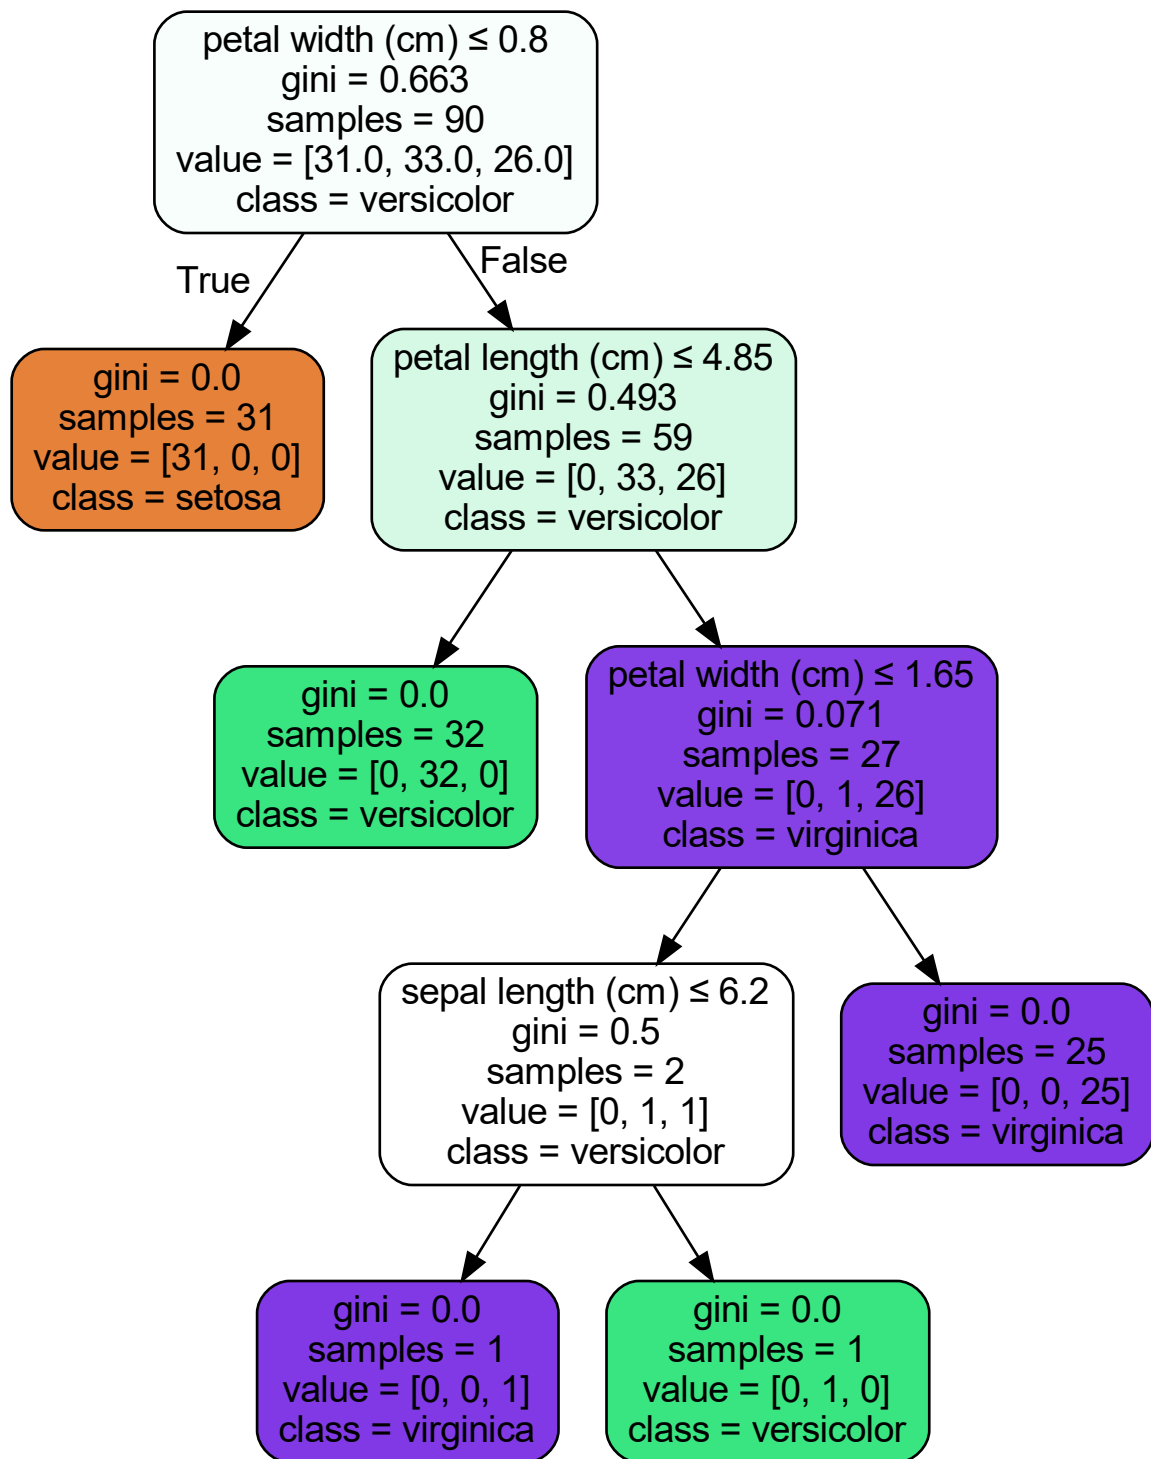 petal width (cm) ≤ 0.8
gini = 0.663
samples = 90
value = [31.0, 33.0, 26.0]
class = versicolor
True
False
gini = 0.0
samples = 31
value = [31, 0, 0]
class = setosa
petal length (cm) ≤ 4.85
gini = 0.493
samples = 59
value = [0, 33, 26]
class = versicolor
gini = 0.0
samples = 32
value = [0, 32, 0]
class = versicolor
petal width (cm) ≤ 1.65
gini = 0.071
samples = 27
value = [0, 1, 26]
class = virginica
sepal length (cm) ≤ 6.2
gini = 0.5
samples = 2
value = [0, 1, 1]
class = versicolor
gini = 0.0
samples = 25
value = [0, 0, 25]
class = virginica
gini = 0.0
samples = 1
value = [0, 0, 1]
class = virginica
gini = 0.0
samples = 1
value = [0, 1, 0]
class = versicolor